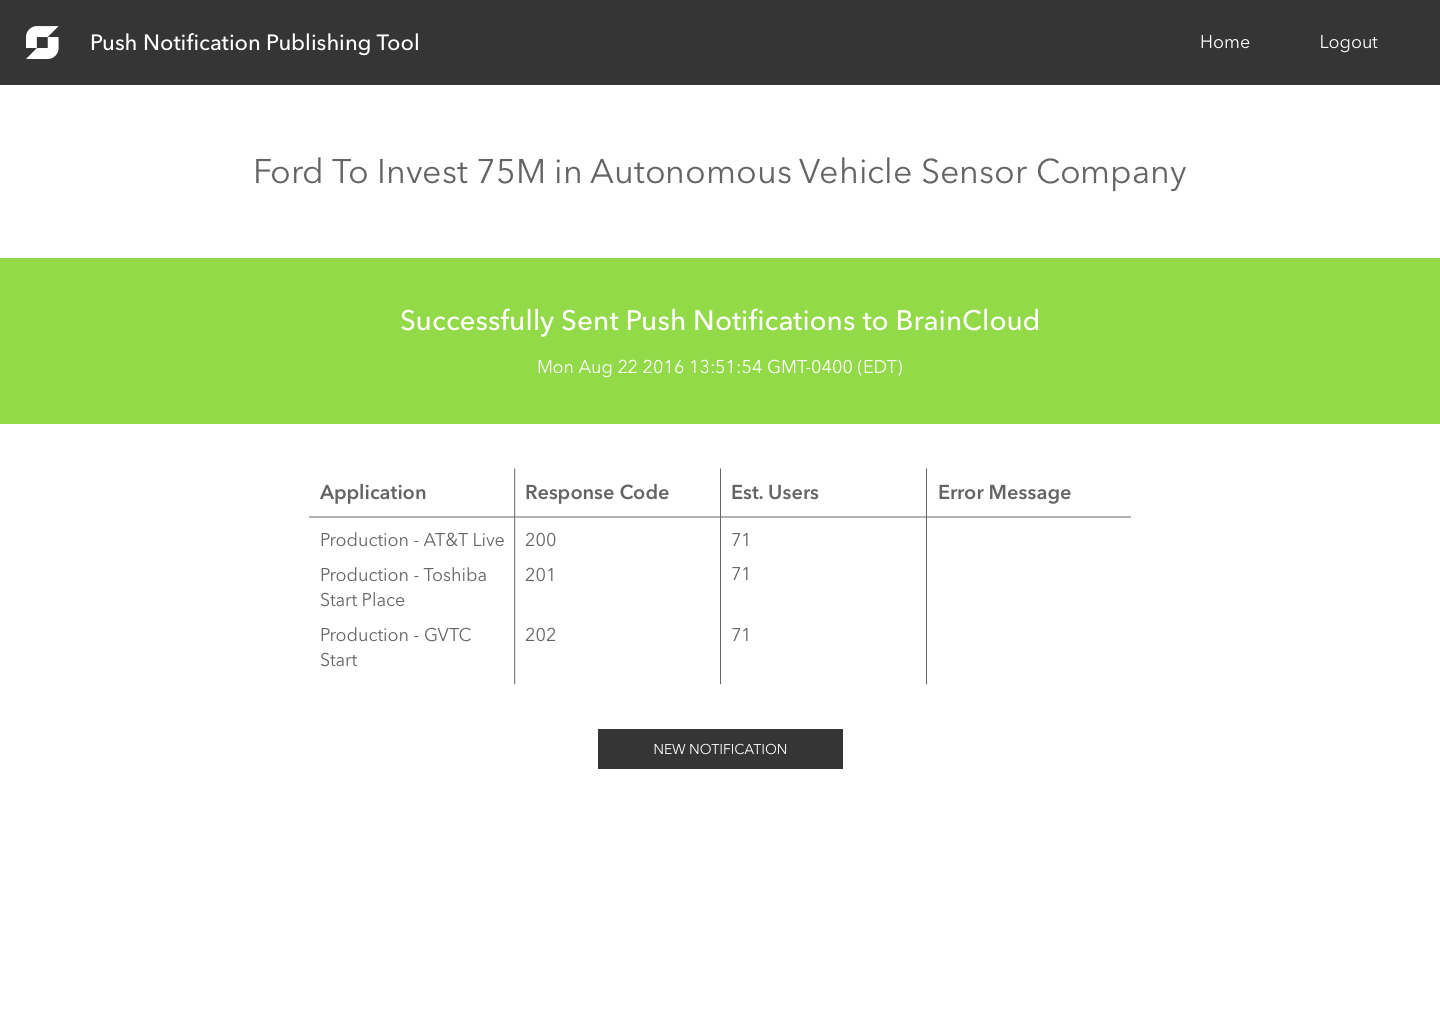 Push Notification Publishing Tool
Home
Logout
Ford To Invest 75M in Autonomous Vehicle Sensor Company
Successfully Sent Push Notifications to BrainCloud
Mon Aug 22 2016 13:51:54 GMT-0400 (EDT)
Application
Response Code
Est. Users
Error Message
Production - AT&T Live
200
71
Production - Toshiba
Start Place
201
71
Production - GVTC
Start
202
71
NEW NOTIFICATION